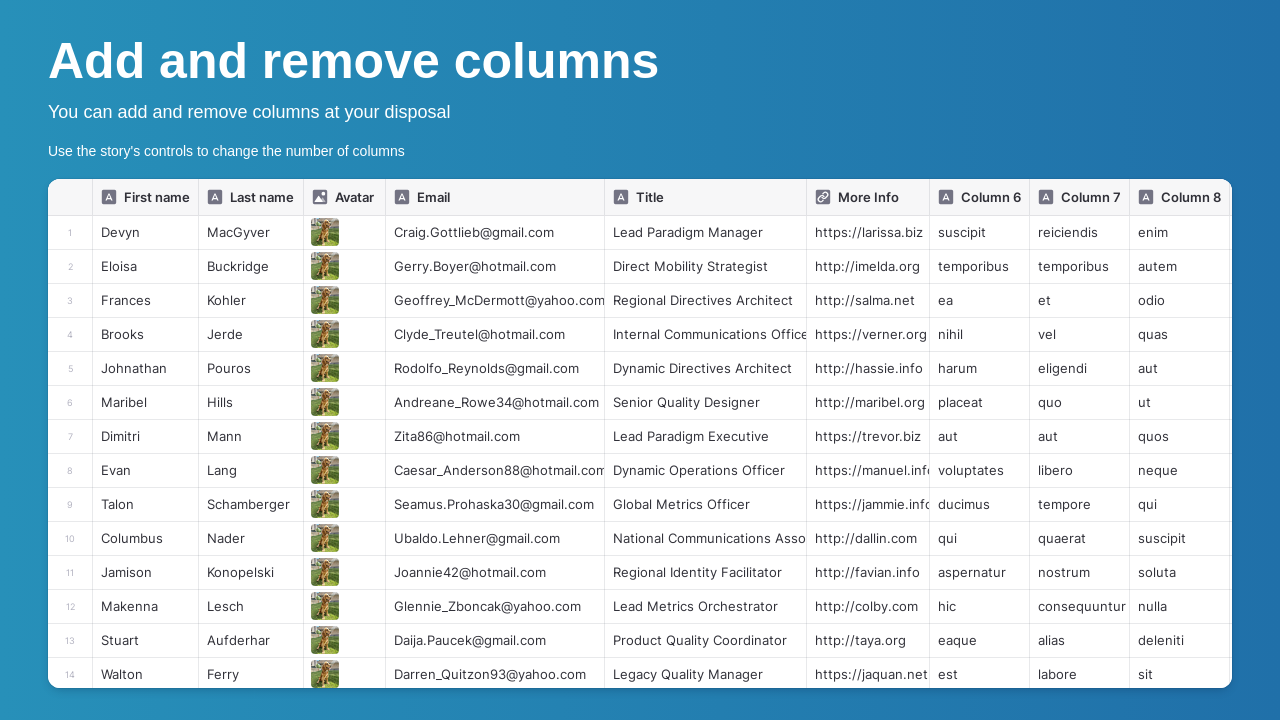 Add and remove columns
You can add and remove columns at your disposal
Use the story's controls to change the number of columns
First name Last name Avatar Email Title More Info Column 6 Column 7 Column 8
1 Devyn MacGyver Craig.Gottlieb@gmail.com Lead Paradigm Manager https://larissa.biz suscipit reiciendis enim
2 Eloisa Buckridge Gerry.Boyer@hotmail.com Direct Mobility Strategist http://imelda.org temporibus temporibus autem
3 Frances Kohler Geoffrey_McDermott@yahoo.com Regional Directives Architect http://salma.net ea et odio
4 Brooks Jerde Clyde_Treutel@hotmail.com Internal Communications Office https://verner.org nihil vel quas
5 Johnathan Pouros Rodolfo_Reynolds@gmail.com Dynamic Directives Architect http://hassie.info harum eligendi aut
6 Maribel Hills Andreane_Rowe34@hotmail.com Senior Quality Designer http://maribel.org placeat quo ut
7 Dimitri Mann Zita86@hotmail.com Lead Paradigm Executive https://trevor.biz aut aut quos
8 Evan Lang Caesar_Anderson88@hotmail.com Dynamic Operations Officer https://manuel.info voluptates libero neque
9 Talon Schamberger Seamus.Prohaska30@gmail.com Global Metrics Officer https://jammie.info ducimus tempore qui
10 Columbus Nader Ubaldo.Lehner@gmail.com National Communications Asso http://dallin.com qui quaerat suscipit
11 Jamison Konopelski Joannie42@hotmail.com Regional Identity Facilitator http://favian.info aspernatur nostrum soluta
12 Makenna Lesch Glennie_Zboncak@yahoo.com Lead Metrics Orchestrator http://colby.com hic consequuntur nulla
13 Stuart Aufderhar Daija.Paucek@gmail.com Product Quality Coordinator http://taya.org eaque alias deleniti
14 Walton Ferry Darren_Quitzon93@yahoo.com Legacy Quality Manager https://jaquan.net est labore sit